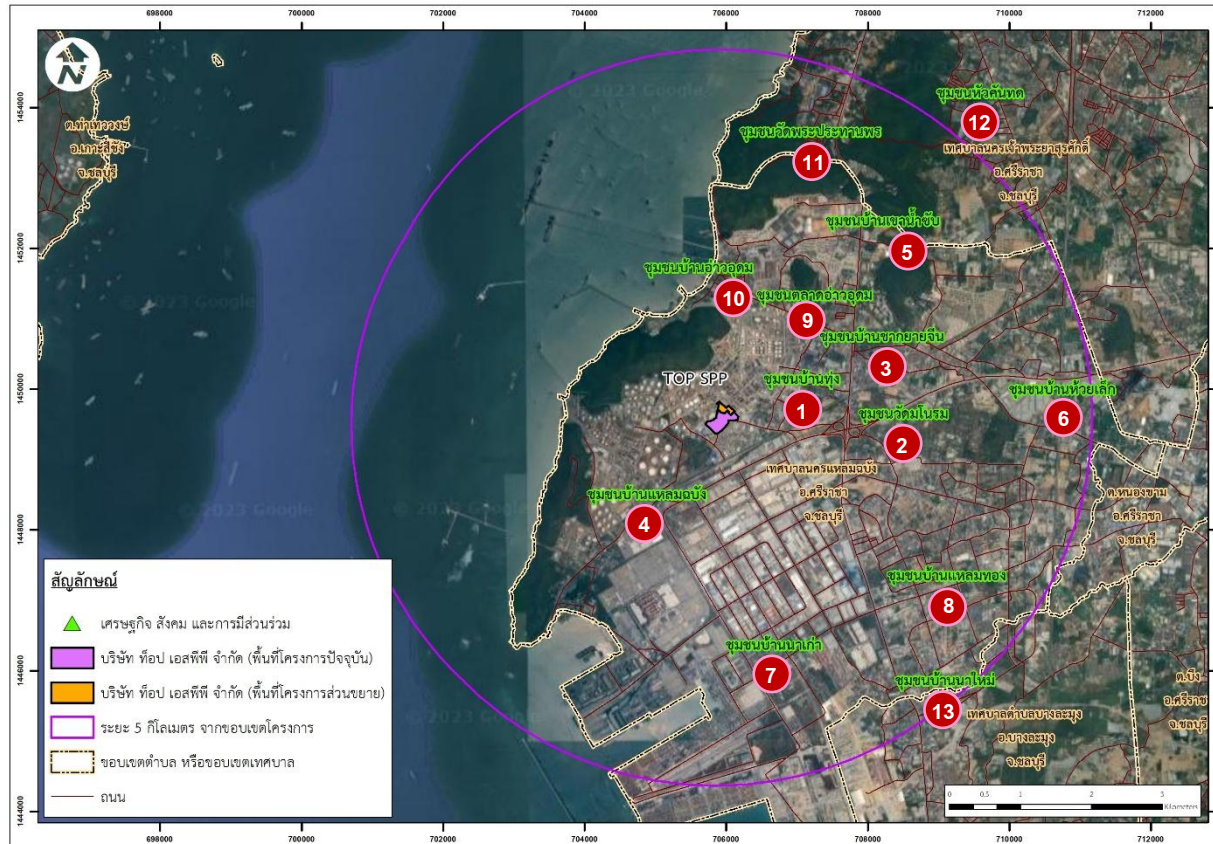 698000 700000 702000 704000 706000 708000 710000 712000
N
© 2023 Google
ต.ท่าเทววงษ์
อ.เกาะสีชัง
จ.ชลบุรี
1454000
1452000
1450000
1448000
1446000
1444000
ชุมชนหัวคันทด
12
เทศบาลนครเจ้าพระยาสุรศักดิ์
อ.ศรีราชา
จ.ชลบุรี
ชุมชนวัดพระประทานพร
11
ชุมชนบ้านเขาน้ำซับ
5
ชุมชนบ้านอ่าวอุดม
10
ชุมชนตลาดอ่าวอุดม
9
ชุมชนบ้านชากยายจีน
3
TOP SPP
ชุมชนบ้านทุ่ง
1
ชุมชนบ้านห้วยเล็ก
6
ชุมชนวัดมโนรม
2
เทศบาลนครแหลมฉบัง
อ.ศรีราชา
จ.ชลบุรี
ชุมชนบ้านแหลมฉบัง
4
ต.หนองขาม
อ.ศรีราชา
จ.ชลบุรี
ชุมชนบ้านแหลมทอง
8
ชุมชนบ้านนาเก่า
7
ชุมชนบ้านนาใหม่
13
เทศบาลตำบลบางละมุง
อ.บางละมุง
จ.ชลบุรี
ต.บึง
อ.ศรีราชา
จ.ชลบุรี
สัญลักษณ์
เศรษฐกิจ สังคม และการมีส่วนร่วม
บริษัท ท็อป เอสพีพี จำกัด (พื้นที่โครงการปัจจุบัน)
บริษัท ท็อป เอสพีพี จำกัด (พื้นที่โครงการส่วนขยาย)
ระยะ 5 กิโลเมตร จากขอบเขตโครงการ
ขอบเขตตำบล หรือขอบเขตเทศบาล
ถนน
0 0.5 1 2 3
Kilometers
698000 700000 702000 704000 706000 708000 710000 712000